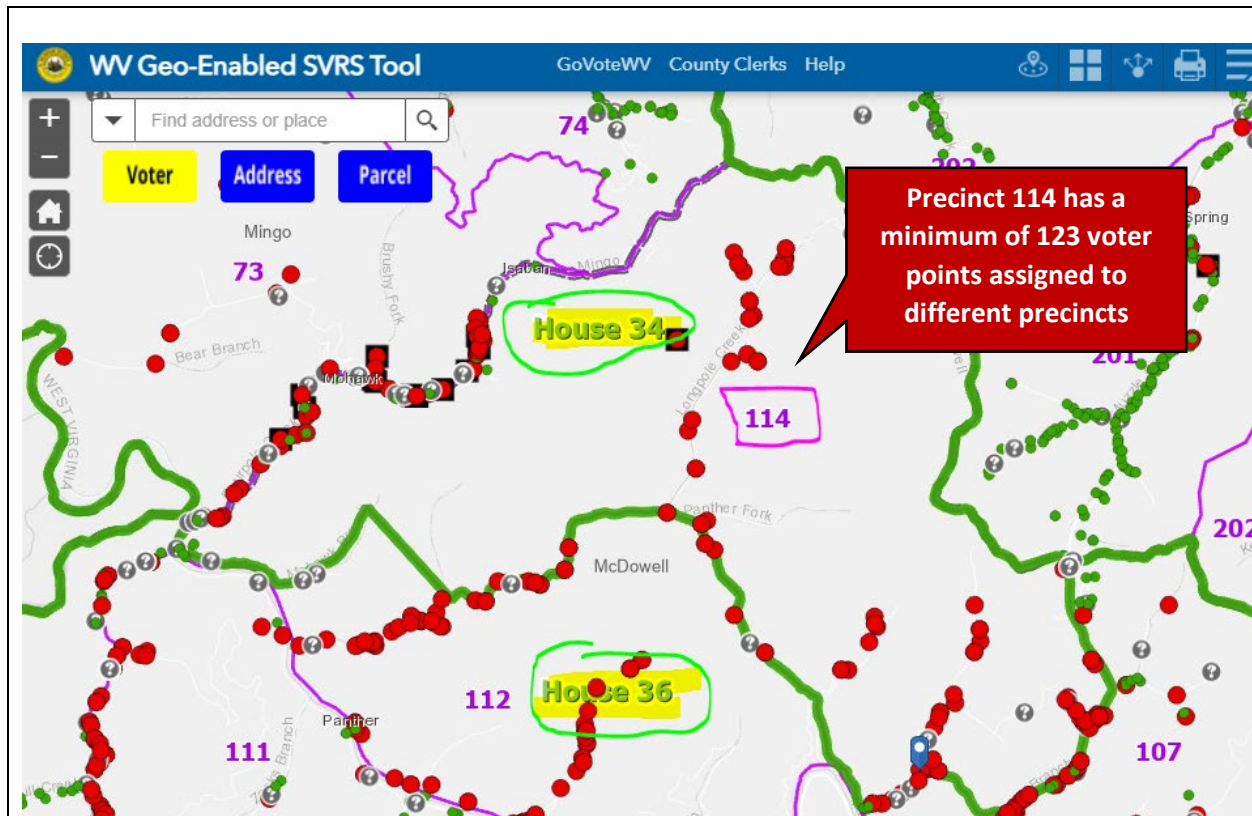 WV Geo-Enabled SVRS Tool
GoVoteWV County Clerks Help
+
Find address or place
−
Voter
Address
Parcel
74
Precinct 114 has a
minimum of 123 voter
points assigned to
different precincts
Spring
Mingo
73
Brushy Fork
Isaban
Mingo
House 34
Bear Branch
Mohawk
Longpole Creek
201
WEST VIRGINIA
114
Panther Fork
202
McDowell
112
House 36
Panther
111
107
Branch